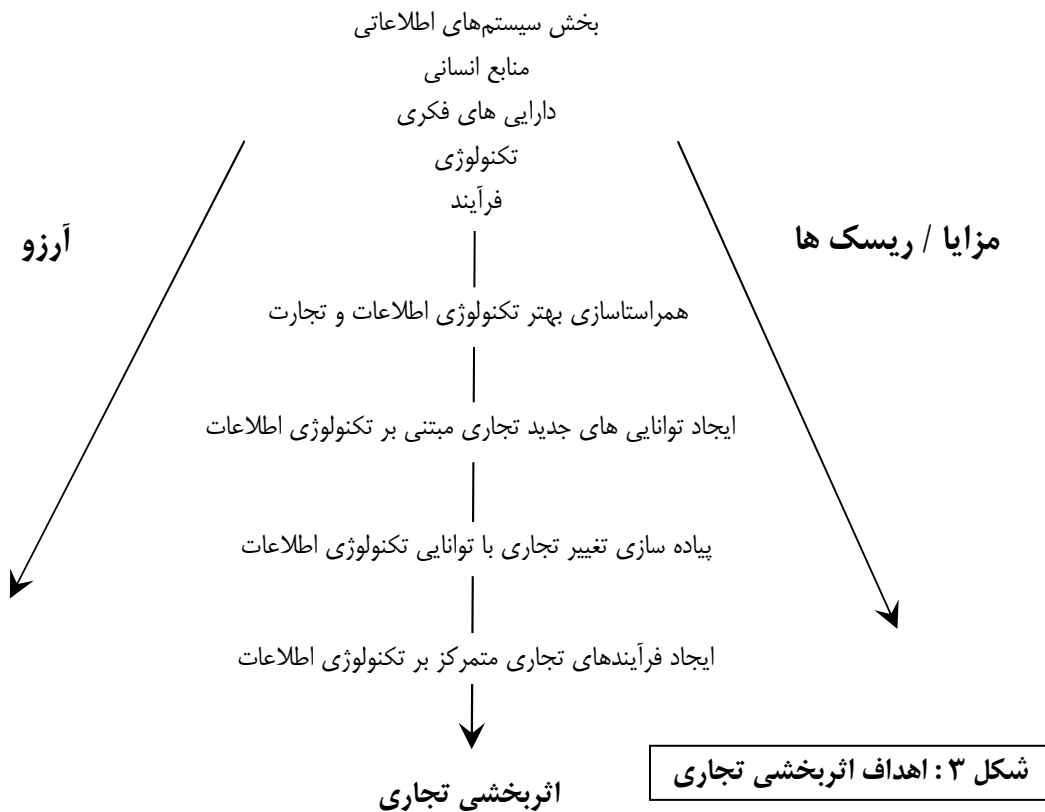 بخش سیستم‌های اطلاعاتی
منابع انسانی
دارایی های فکری
تکنولوژی
فرآیند
مزایا / ریسک ها
آرزو
همراستاسازی بهتر تکنولوژی اطلاعات و تجارت
ایجاد توانایی های جدید تجاری مبتنی بر تکنولوژی اطلاعات
پیاده سازی تغییر تجاری با توانایی تکنولوژی اطلاعات
ایجاد فرآیندهای تجاری متمرکز بر تکنولوژی اطلاعات
شکل ۳ : اهداف اثربخشی تجاری
اثربخشی تجاری